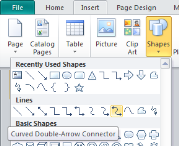 File Home Insert Page Design
Page Catalog Pages Table Picture Clip Art Shapes
Recently Used Shapes
Lines
Curved Double-Arrow Connector
Basic Shapes